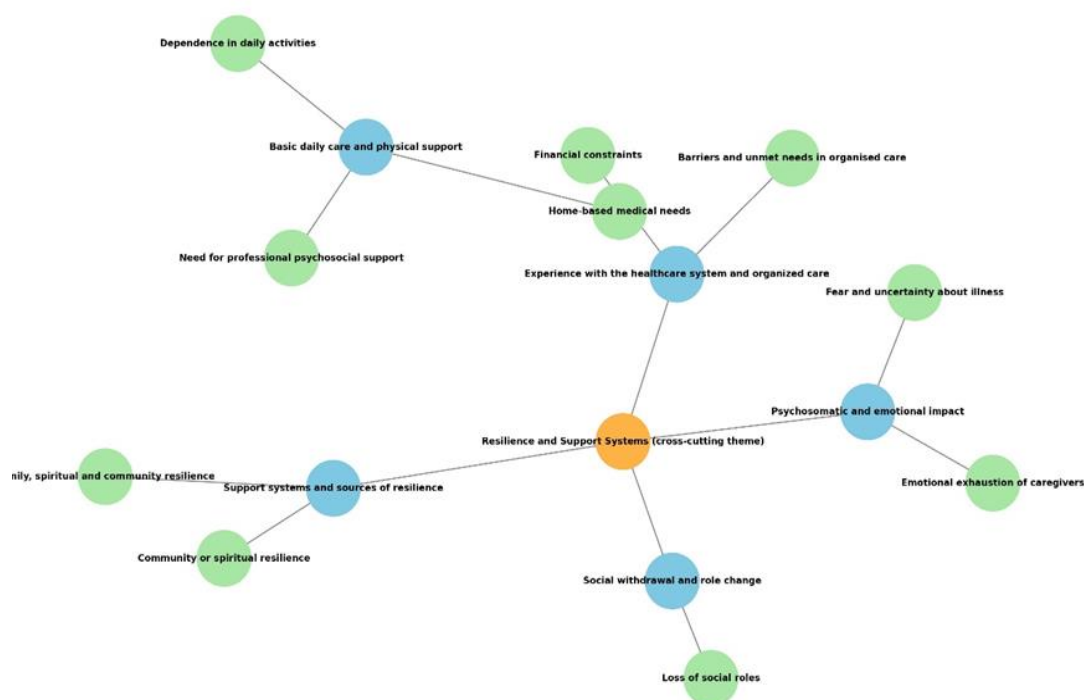 Dependence in daily activities
Basic daily care and physical support
Financial constraints
Barriers and unmet needs in organised care
Home-based medical needs
Need for professional psychosocial support
Experience with the healthcare system and organized care
Fear and uncertainty about illness
Psychosomatic and emotional impact
Resilience and Support Systems (cross-cutting theme)
nily, spiritual and community resilience
Support systems and sources of resilience
Emotional exhaustion of caregivers
Community or spiritual resilience
Social withdrawal and role change
Loss of social roles